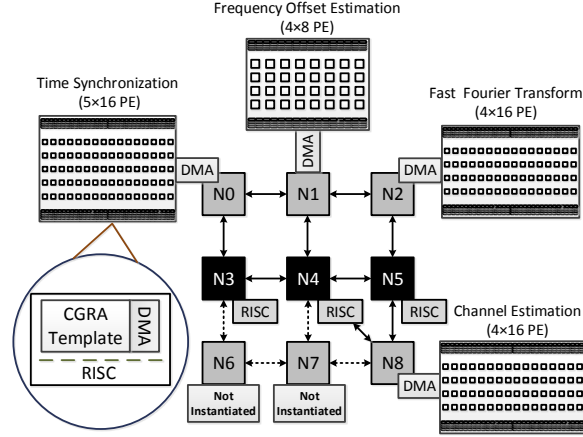 Frequency Offset Estimation
(4×8 PE)
Time Synchronization
(5×16 PE)
Fast Fourier Transform
(4×16 PE)
DMA
DMA
DMA
N0
N1
N2
N3
N4
N5
RISC
RISC
RISC
Channel Estimation
(4×16 PE)
CGRA
Template
DMA
RISC
N6
N7
N8
DMA
Not
Instantiated
Not
Instantiated